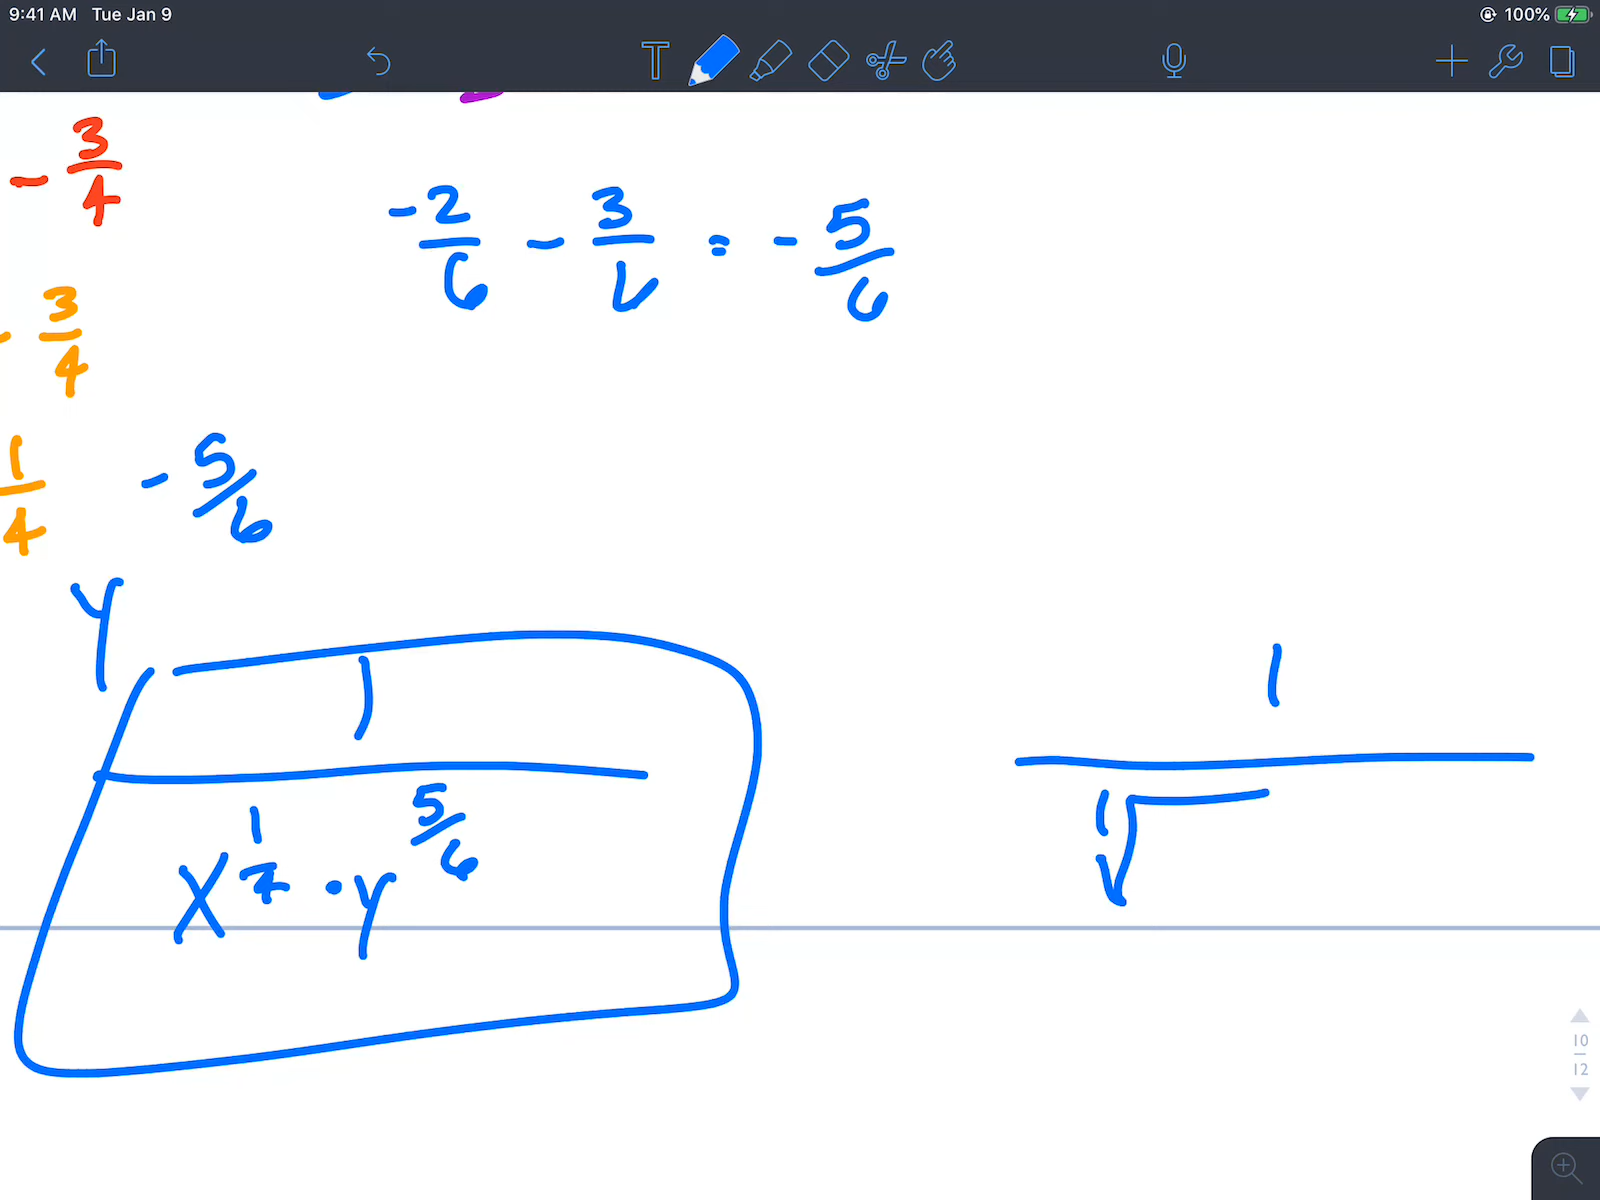 9:41 AM Tue Jan 9 100%
T
- 3/4
-2/6 - 3/6 = - 5/6
- 3/4
1/4 - 5/6
y
1
x^1/4 · y^5/6
1
√
10
12